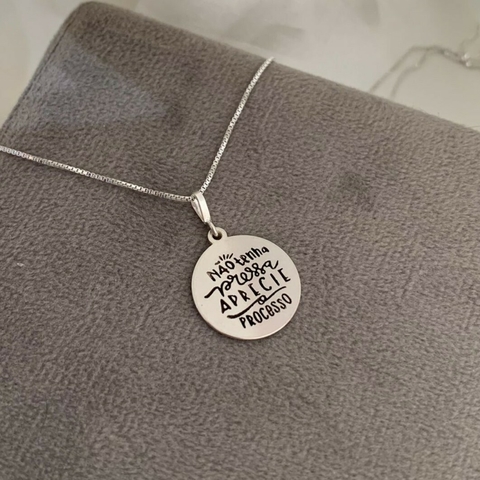 NÃO tenha
pressa
APRECIE
o
PROCESSO